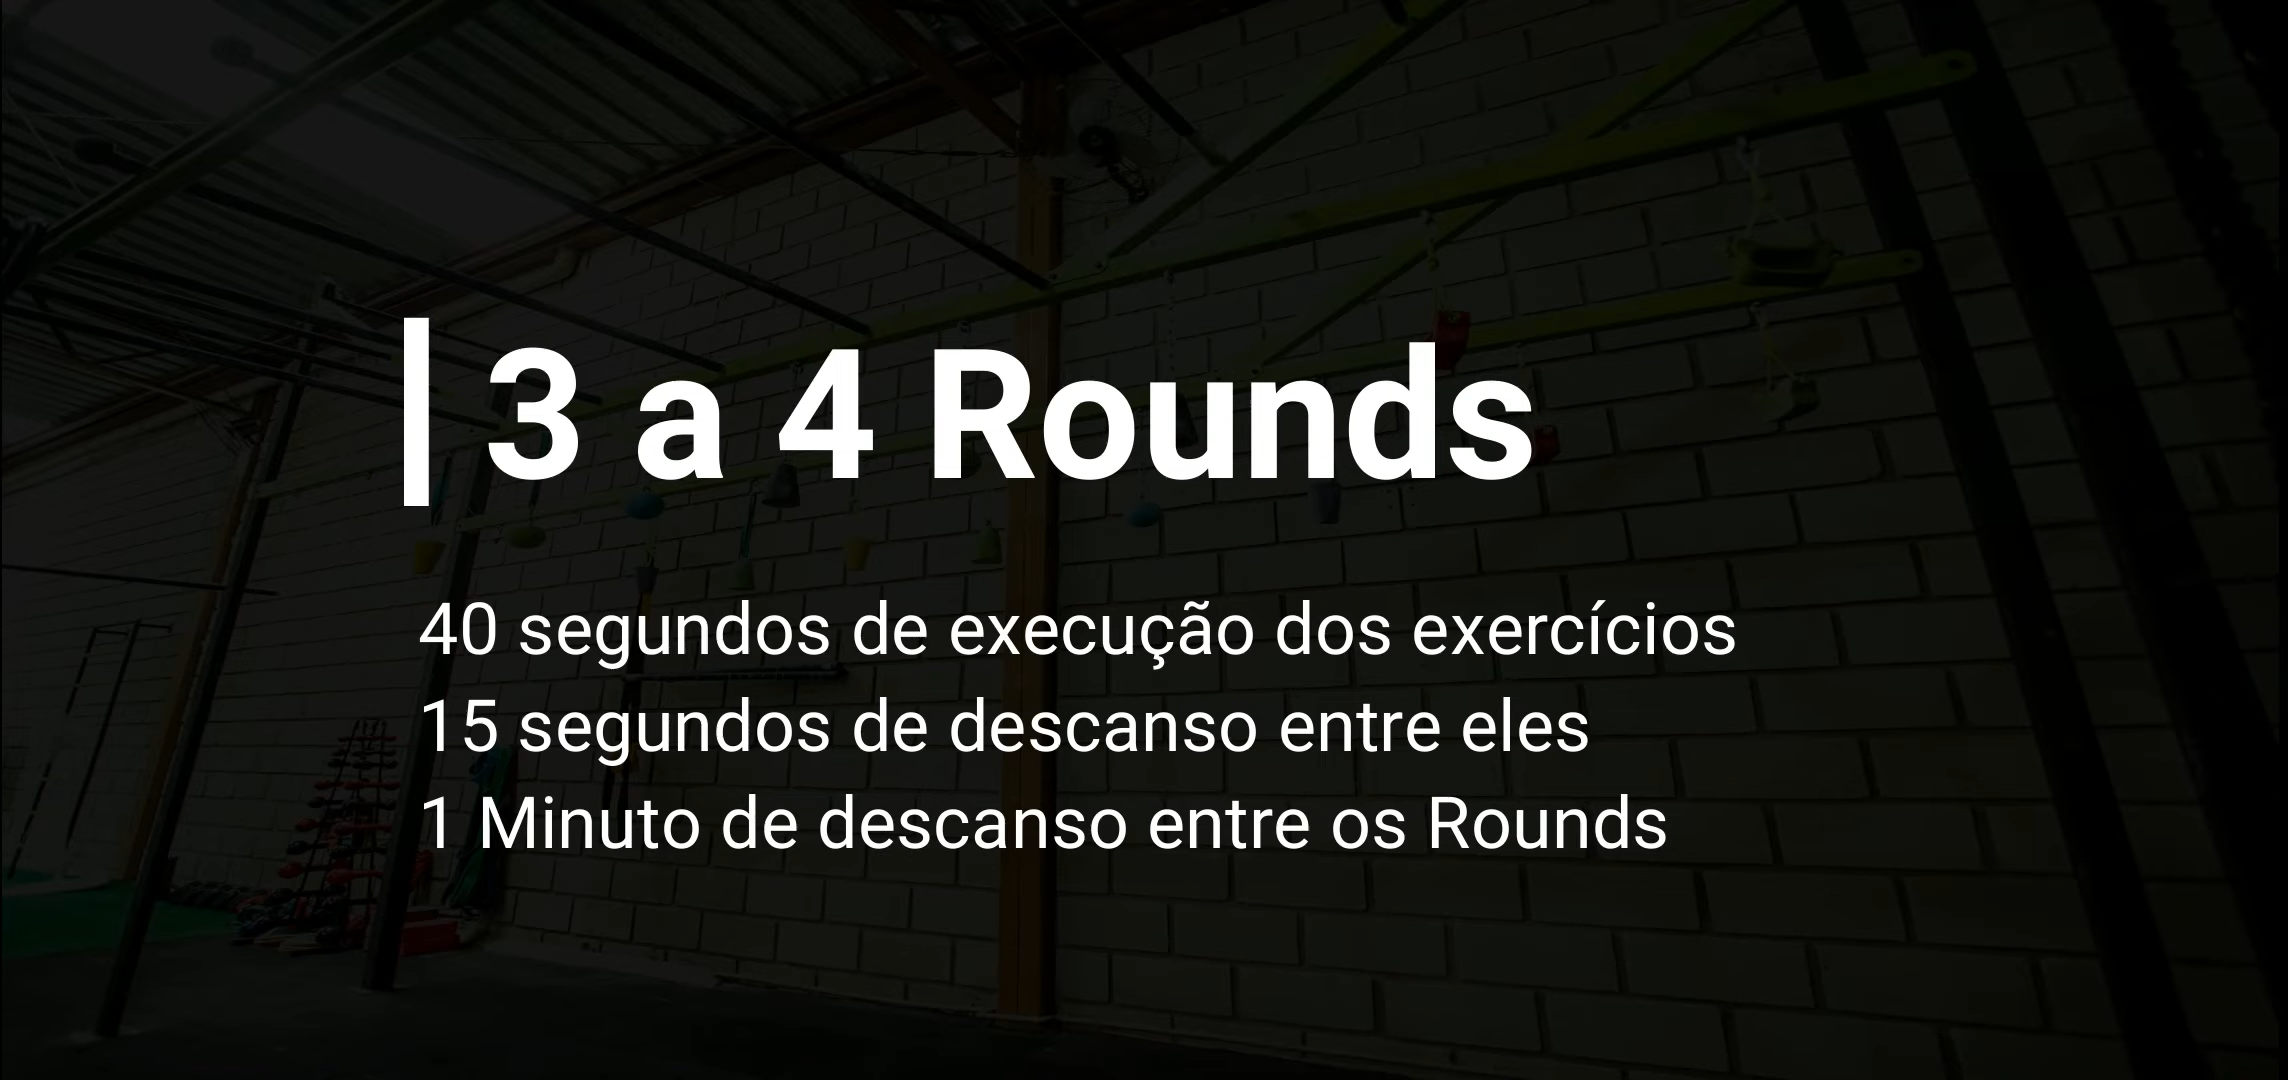 3 a 4 Rounds
40 segundos de execução dos exercícios
15 segundos de descanso entre eles
1 Minuto de descanso entre os Rounds